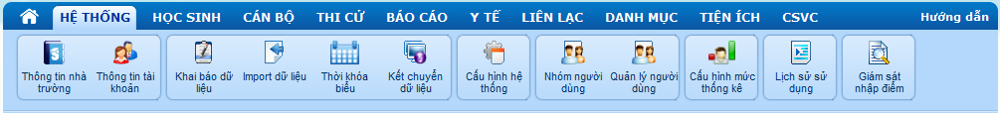 HỆ THỐNG HỌC SINH CÁN BỘ THI CỬ BÁO CÁO Y TẾ LIÊN LẠC DANH MỤC TIỆN ÍCH CSVC Hướng dẫn
Thông tin nhà trường
Thông tin tài khoản
Khai báo dữ liệu
Import dữ liệu
Thời khóa biểu
Kết chuyển dữ liệu
Cấu hình hệ thống
Nhóm người dùng
Quản lý người dùng
Cấu hình mức thống kê
Lịch sử sử dụng
Giám sát nhập điểm